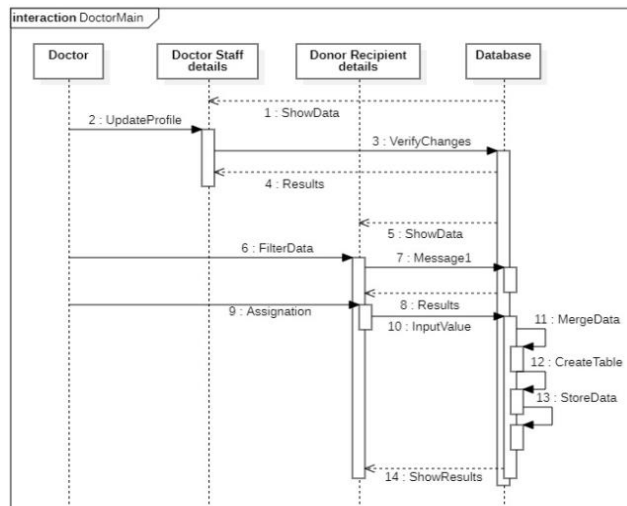 interaction DoctorMain
Doctor
Doctor Staff
details
Donor Recipient
details
Database
1 : ShowData
2 : UpdateProfile
3 : VerifyChanges
4 : Results
5 : ShowData
6 : FilterData
7 : Message1
8 : Results
9 : Assignation
10 : InputValue
11 : MergeData
12 : CreateTable
13 : StoreData
14 : ShowResults